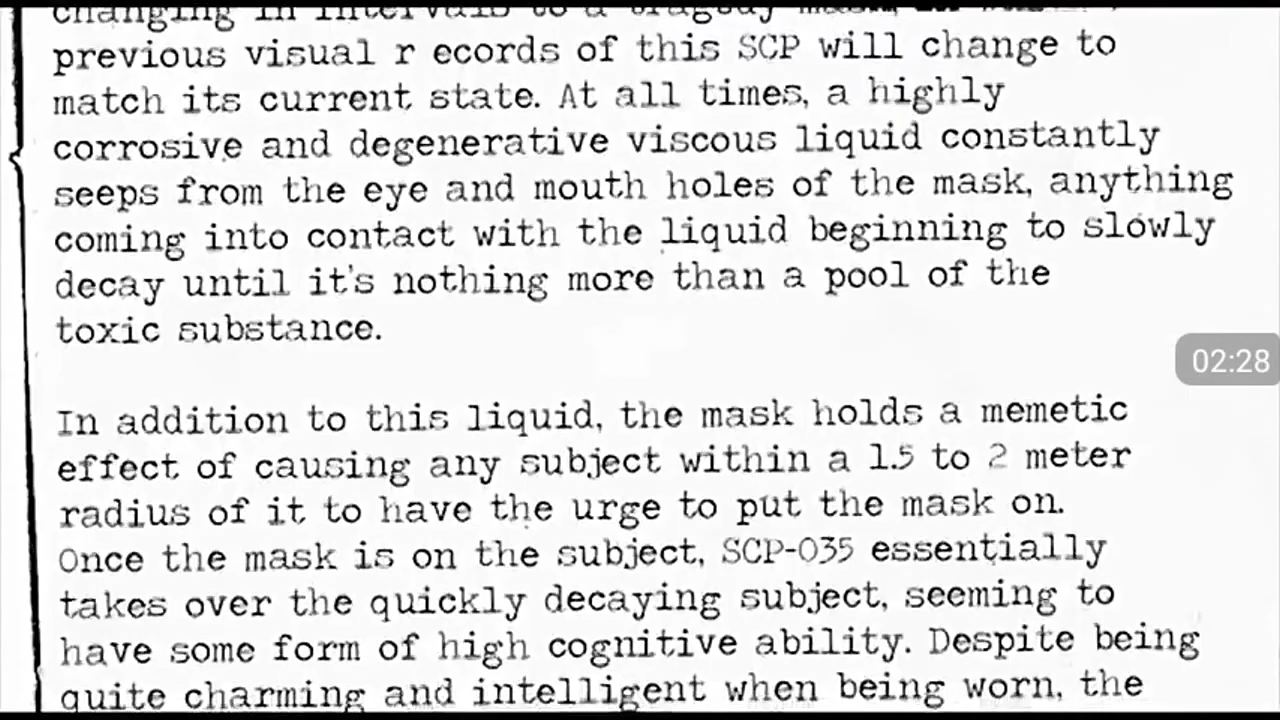 changing in intervals to a tragedy mask,
previous visual r ecords of this SCP will change to
match its current state. At all times, a highly
corrosive and degenerative viscous liquid constantly
seeps from the eye and mouth holes of the mask, anything
coming into contact with the liquid beginning to slowly
decay until it's nothing more than a pool of the
toxic substance.
02:28
In addition to this liquid, the mask holds a memetic
effect of causing any subject within a 1.5 to 2 meter
radius of it to have the urge to put the mask on.
Once the mask is on the subject, SCP-035 essentially
takes over the quickly decaying subject, seeming to
have some form of high cognitive ability. Despite being
quite charming and intelligent when being worn, the